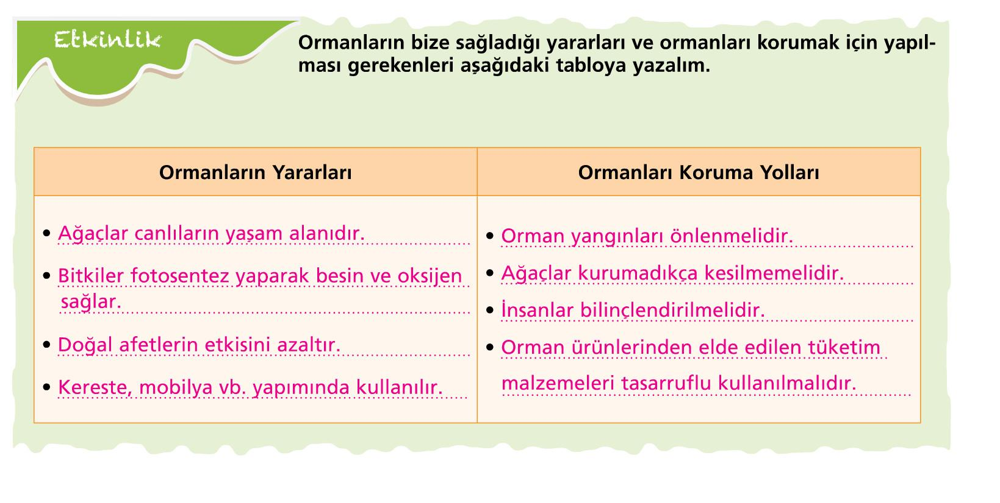 Etkinlik
Ormanların bize sağladığı yararları ve ormanları korumak için yapıl-
ması gerekenleri aşağıdaki tabloya yazalım.
Ormanların Yararları
• Ağaçlar canlıların yaşam alanıdır.
• Bitkiler fotosentez yaparak besin ve oksijen
sağlar.
• Doğal afetlerin etkisini azaltır.
• Kereste, mobilya vb. yapımında kullanılır.
Ormanları Koruma Yolları
• Orman yangınları önlenmelidir.
• Ağaçlar kurumadıkça kesilmemelidir.
• İnsanlar bilinçlendirilmelidir.
• Orman ürünlerinden elde edilen tüketim
malzemeleri tasarruflu kullanılmalıdır.